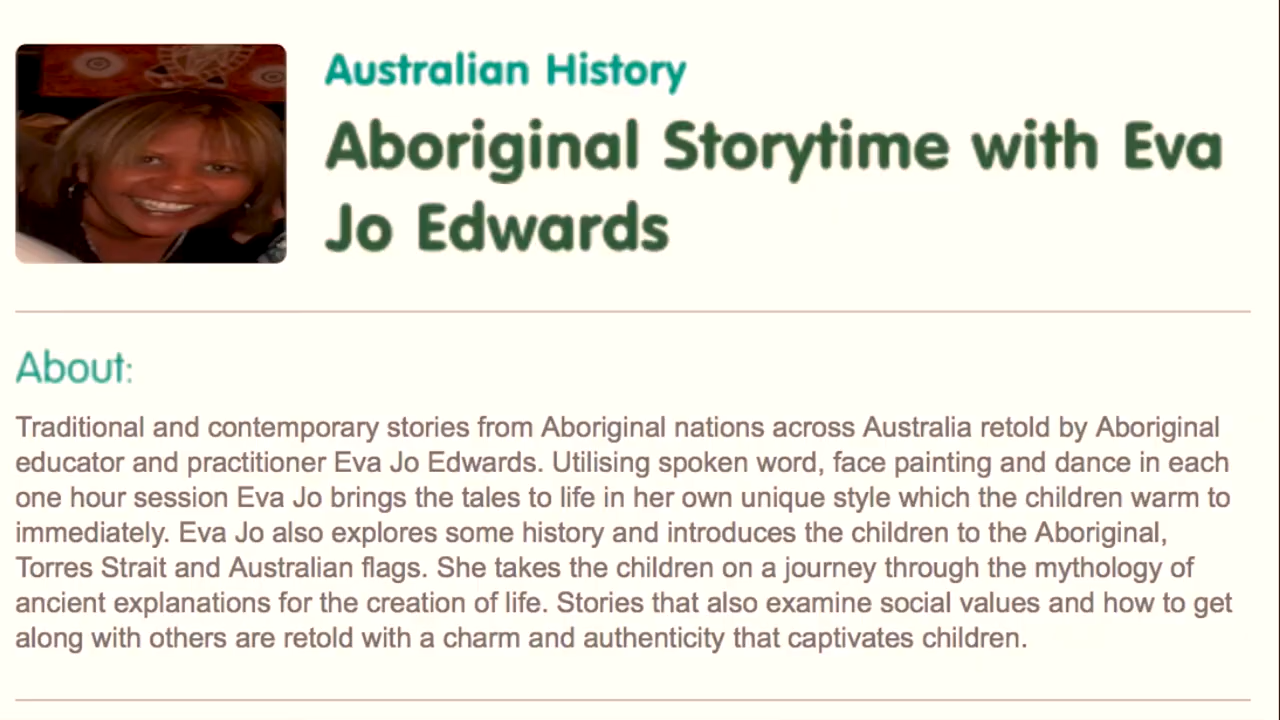 Australian History
Aboriginal Storytime with Eva
Jo Edwards
About:
Traditional and contemporary stories from Aboriginal nations across Australia retold by Aboriginal
educator and practitioner Eva Jo Edwards. Utilising spoken word, face painting and dance in each
one hour session Eva Jo brings the tales to life in her own unique style which the children warm to
immediately. Eva Jo also explores some history and introduces the children to the Aboriginal,
Torres Strait and Australian flags. She takes the children on a journey through the mythology of
ancient explanations for the creation of life. Stories that also examine social values and how to get
along with others are retold with a charm and authenticity that captivates children.